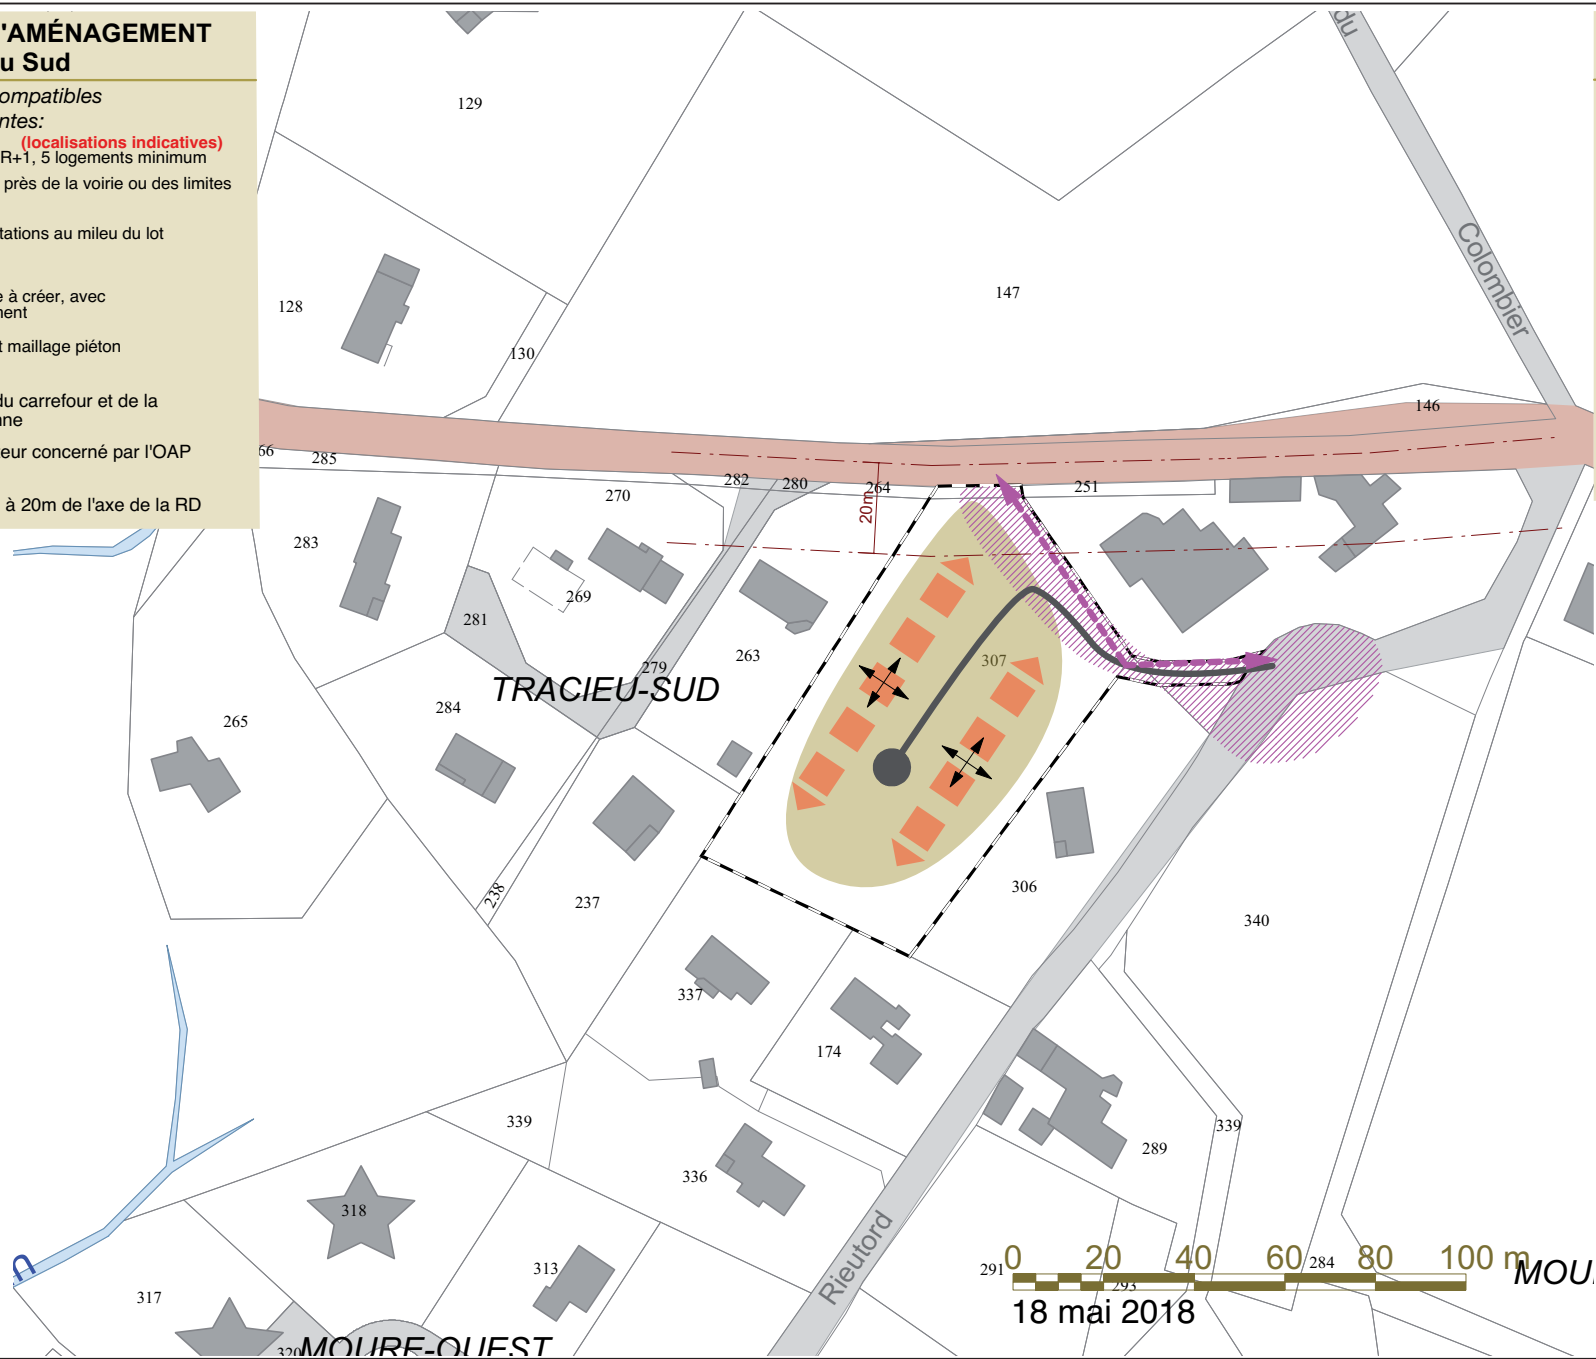 'AMÉNAGEMENT
u Sud
ompatibles
ntes:
(localisations indicatives)
R+1, 5 logements minimum
près de la voirie ou des limites
tations au mileu du lot
e à créer, avec
nent
t maillage piéton
du carrefour et de la
nne
eur concerné par l'OAP
à 20m de l'axe de la RD
129
du
Colombier
128
147
130
146
66
285
282
280
264
251
270
20m
283
269
281
279
263
307
TRACIEU-SUD
284
265
238
237
306
340
337
174
339
339
289
336
318
Rieutord
313
291
0 20 40 60 80 100 m
284
293
MOU
317
18 mai 2018
320
MOURE-OUEST